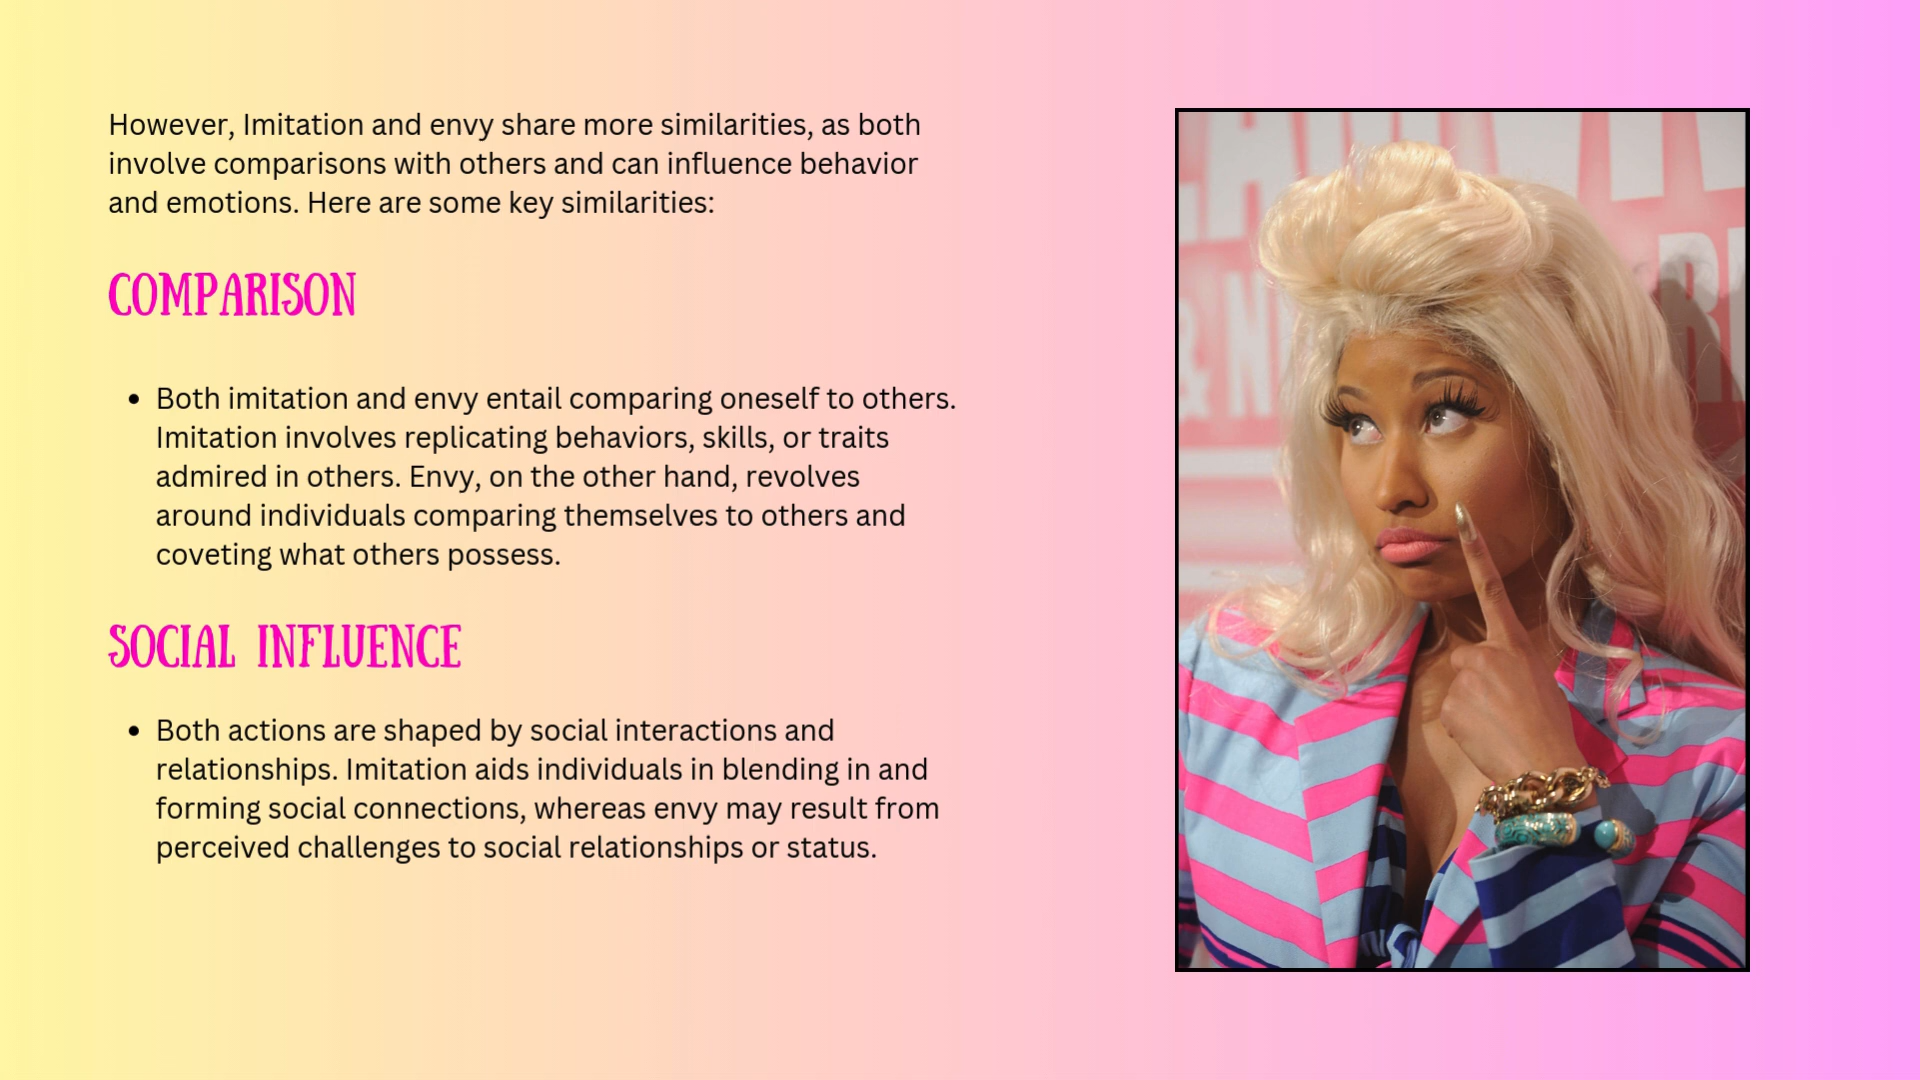 However, Imitation and envy share more similarities, as both
involve comparisons with others and can influence behavior
and emotions. Here are some key similarities:
COMPARISON
Both imitation and envy entail comparing oneself to others.
Imitation involves replicating behaviors, skills, or traits
admired in others. Envy, on the other hand, revolves
around individuals comparing themselves to others and
coveting what others possess.
SOCIAL INFLUENCE
Both actions are shaped by social interactions and
relationships. Imitation aids individuals in blending in and
forming social connections, whereas envy may result from
perceived challenges to social relationships or status.